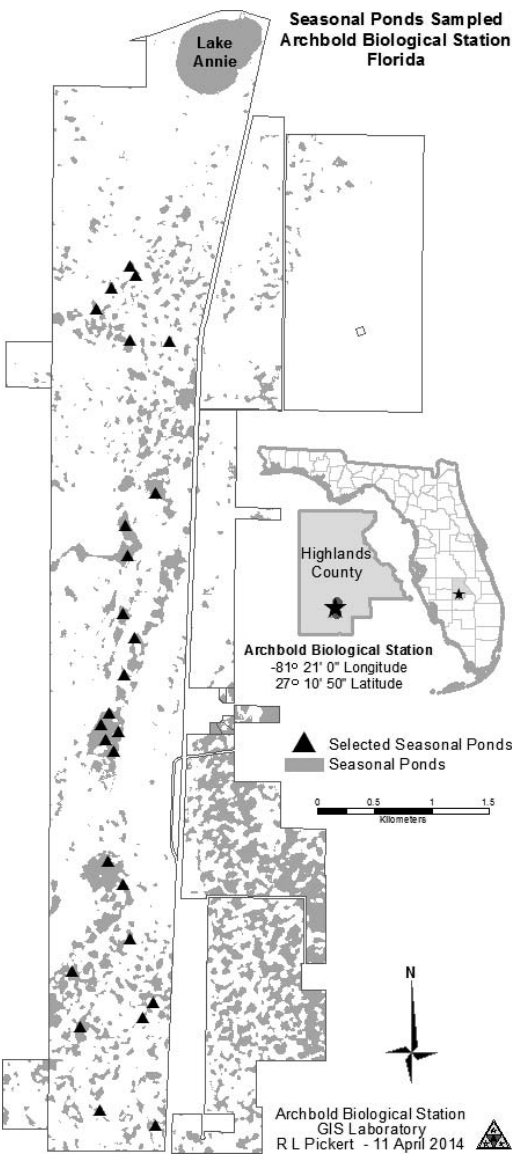 Seasonal Ponds Sampled
Archbold Biological Station
Florida
Lake
Annie
Highlands
County
Archbold Biological Station
-81º 21' 0" Longitude
27º 10' 50" Latitude
Selected Seasonal Ponds
Seasonal Ponds
0 0.5 1 1.5
Kilometers
N
Archbold Biological Station
GIS Laboratory
R L Pickert - 11 April 2014